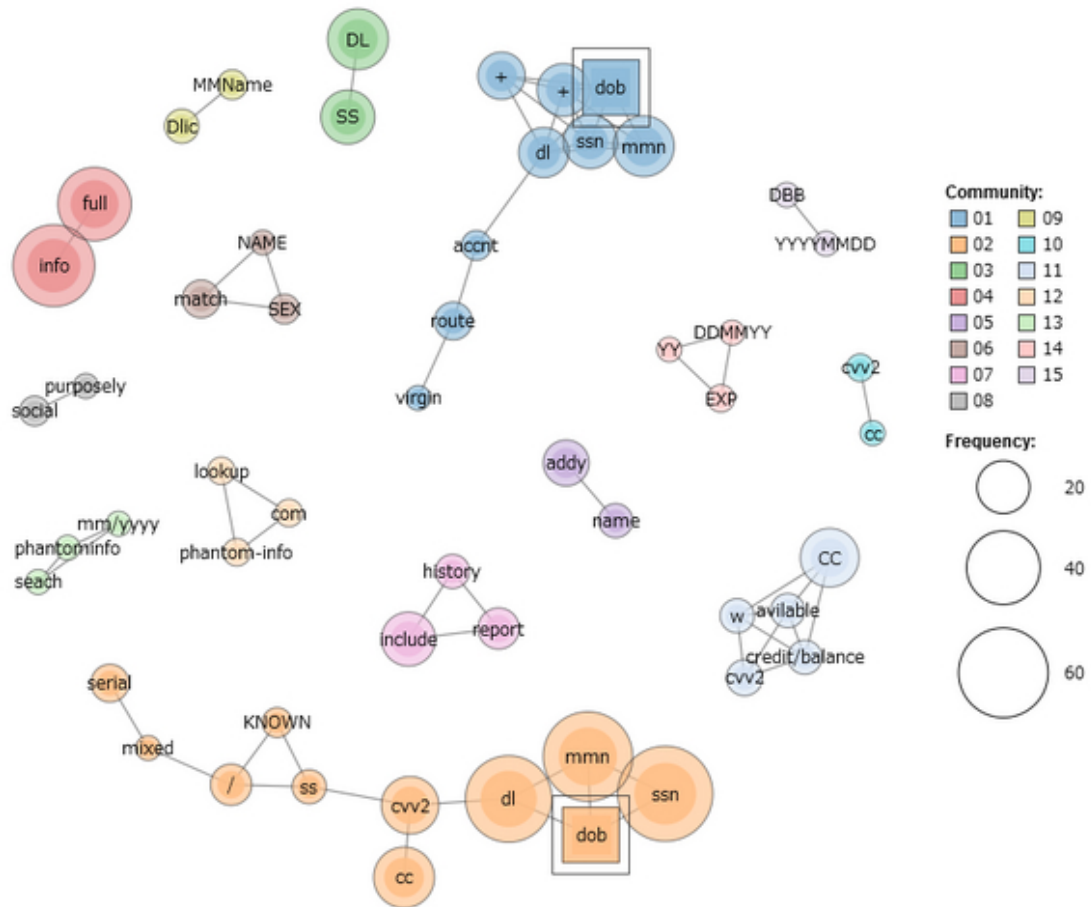 DL
SS
MMName
Dlic
+
+
dob
dl
ssn
mmn
full
info
NAME
match
SEX
accnt
route
virgin
DBB
YYYYMMDD
YY
DDMMYY
EXP
cvv2
cc
purposely
social
lookup
com
phantom-info
mm/yyyy
phantominfo
seach
addy
name
history
include
report
CC
w
avilable
credit/balance
cvv2
serial
mixed
KNOWN
/
ss
cvv2
cc
dl
mmn
ssn
dob
Community:
01
02
03
04
05
06
07
08
09
10
11
12
13
14
15
Frequency:
20
40
60